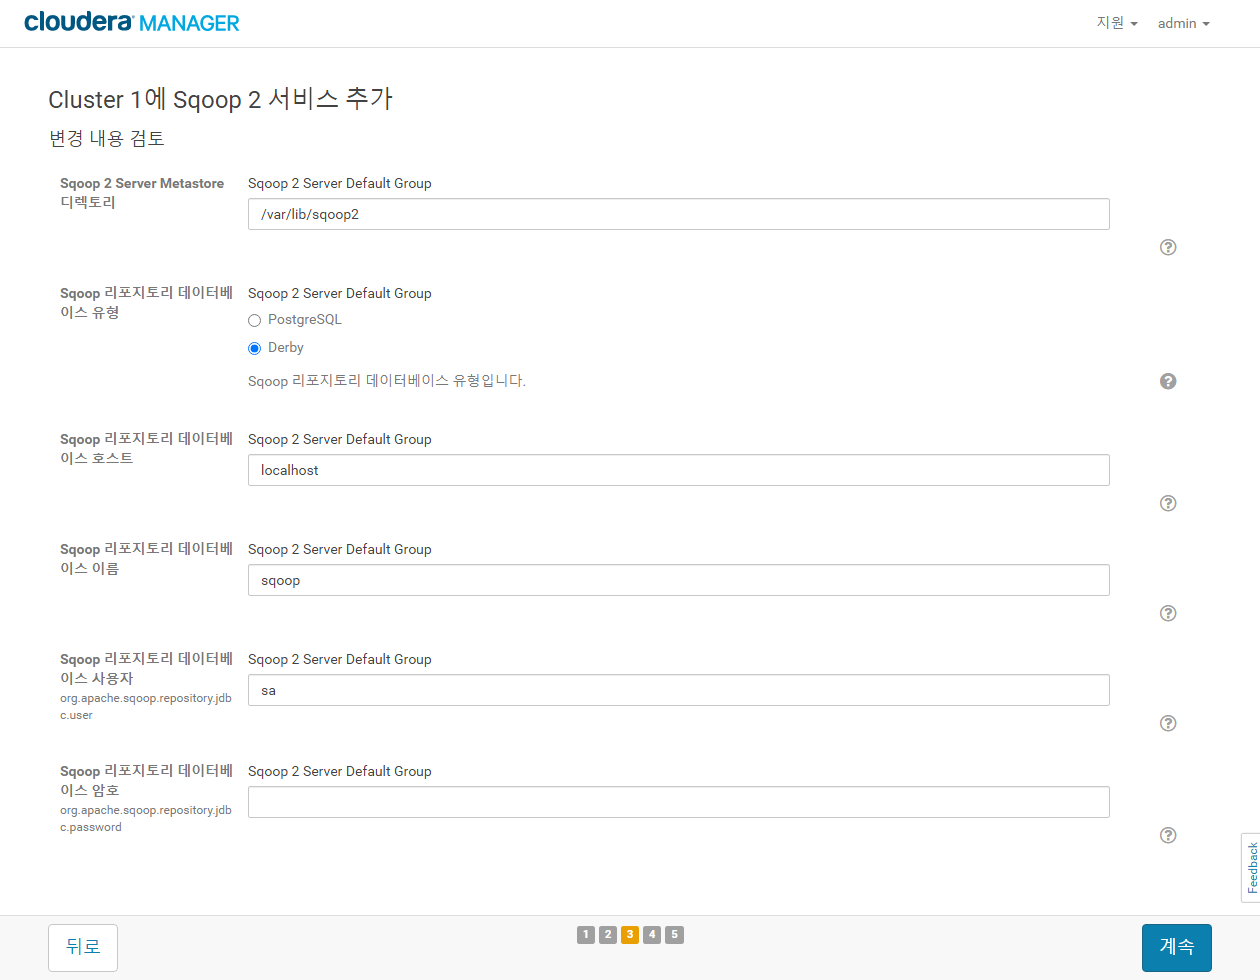 cloudera MANAGER
지원 admin
Cluster 1에 Sqoop 2 서비스 추가
변경 내용 검토
Sqoop 2 Server Metastore
디렉토리
Sqoop 2 Server Default Group
/var/lib/sqoop2
Sqoop 리포지토리 데이터베
이스 유형
Sqoop 2 Server Default Group
PostgreSQL
Derby
Sqoop 리포지토리 데이터베이스 유형입니다.
Sqoop 리포지토리 데이터베
이스 호스트
Sqoop 2 Server Default Group
localhost
Sqoop 리포지토리 데이터베
이스 이름
Sqoop 2 Server Default Group
sqoop
Sqoop 리포지토리 데이터베
이스 사용자
org.apache.sqoop.repository.jdb
c.user
Sqoop 2 Server Default Group
sa
Sqoop 리포지토리 데이터베
이스 암호
org.apache.sqoop.repository.jdb
c.password
Sqoop 2 Server Default Group
Feedback
뒤로
1 2 3 4 5
계속